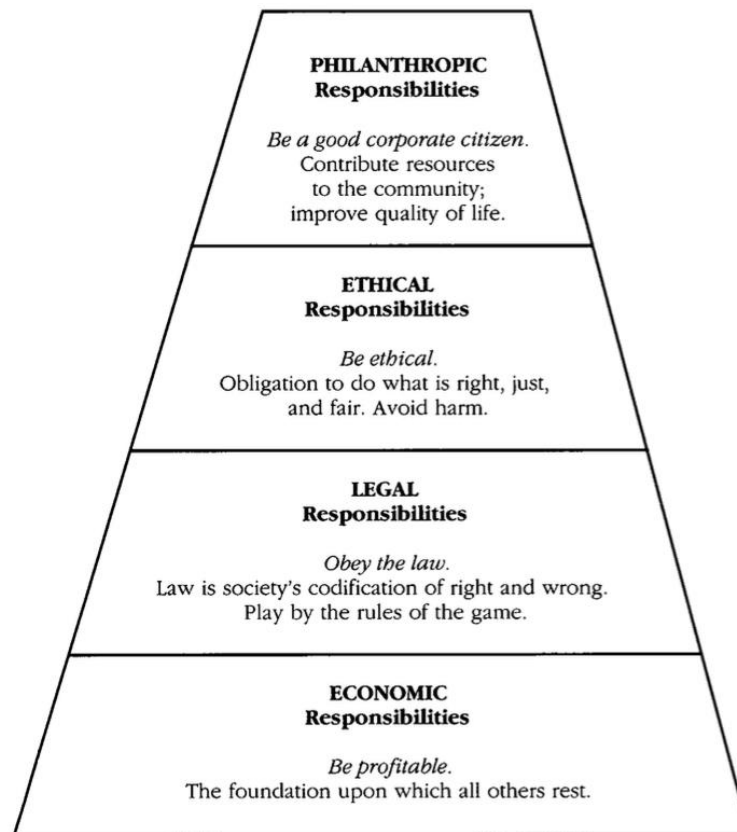 PHILANTHROPIC
Responsibilities
Be a good corporate citizen.
Contribute resources
to the community;
improve quality of life.
ETHICAL
Responsibilities
Be ethical.
Obligation to do what is right, just,
and fair. Avoid harm.
LEGAL
Responsibilities
Obey the law.
Law is society's codification of right and wrong.
Play by the rules of the game.
ECONOMIC
Responsibilities
Be profitable.
The foundation upon which all others rest.